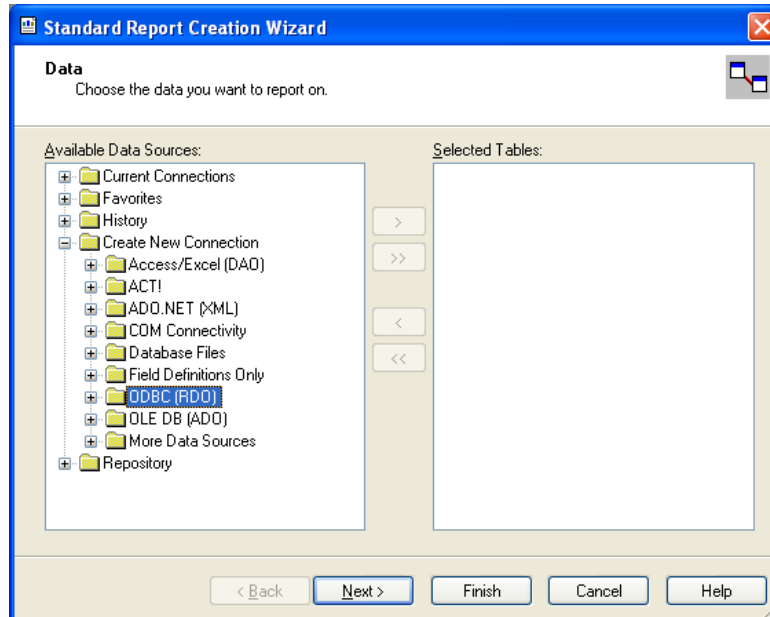 Standard Report Creation Wizard
Data
Choose the data you want to report on.
Available Data Sources:
Selected Tables:
Current Connections
Favorites
History
Create New Connection
Access/Excel (DAO)
ACT!
ADO.NET (XML)
COM Connectivity
Database Files
Field Definitions Only
ODBC (RDO)
OLE DB (ADO)
More Data Sources
Repository
>
>>
<
<<
< Back
Next >
Finish
Cancel
Help